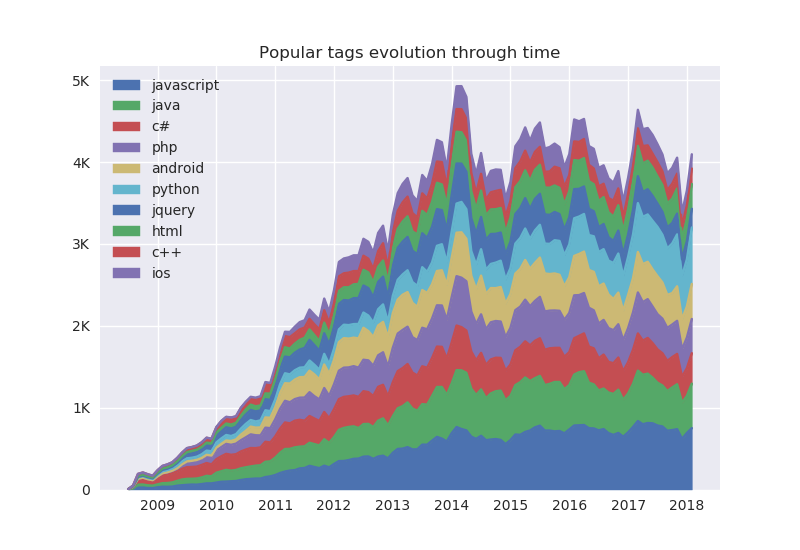 Popular tags evolution through time
5K
4K
3K
2K
1K
0
javascript
java
c#
php
android
python
jquery
html
c++
ios
2009 2010 2011 2012 2013 2014 2015 2016 2017 2018